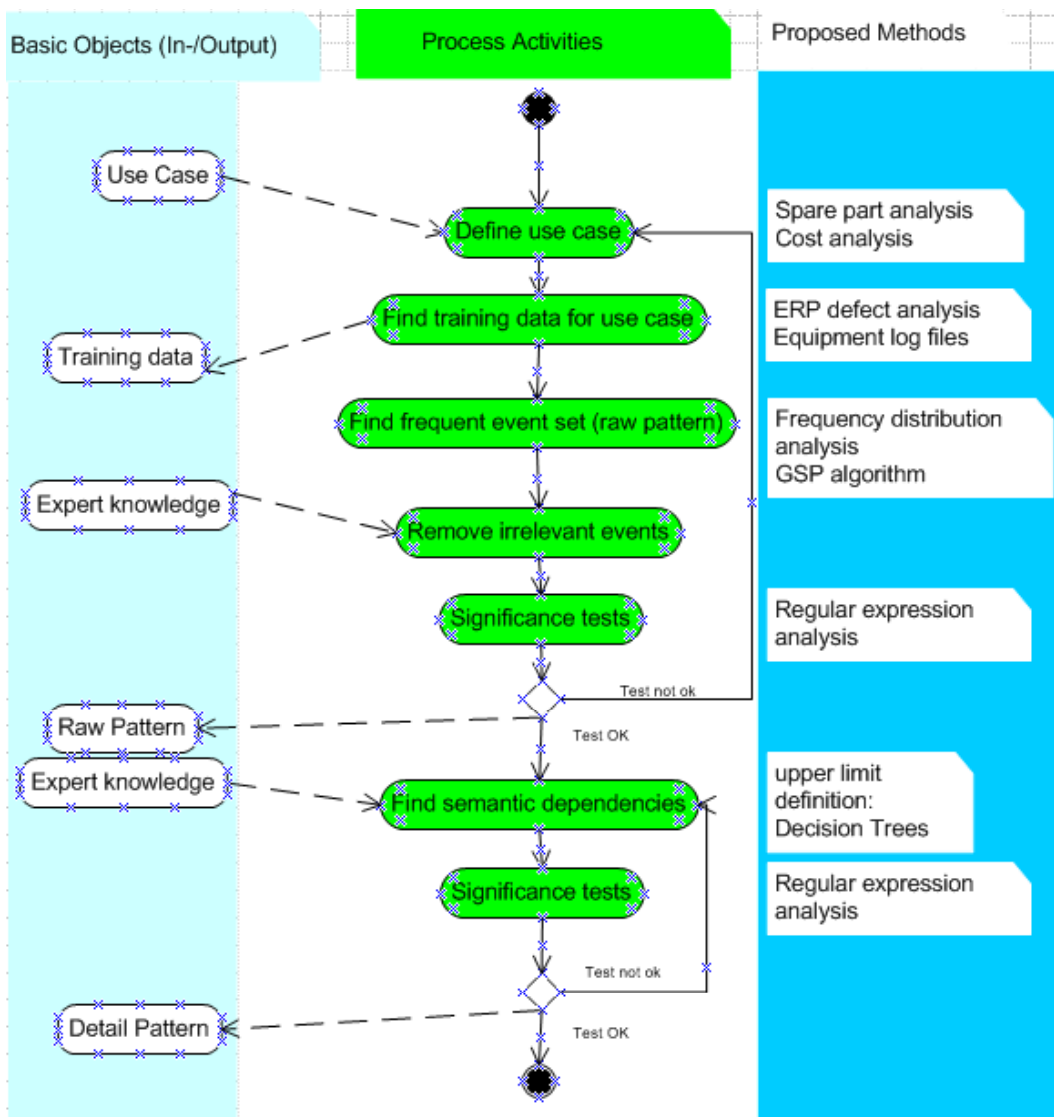 Basic Objects (In-/Output)
Process Activities
Proposed Methods
Use Case
Define use case
Spare part analysis
Cost analysis
Find training data for use case
ERP defect analysis
Equipment log files
Training data
Find frequent event set (raw pattern)
Frequency distribution
analysis
GSP algorithm
Expert knowledge
Remove irrelevant events
Significance tests
Regular expression
analysis
Test not ok
Raw Pattern
Test OK
Expert knowledge
Find semantic dependencies
upper limit
definition:
Decision Trees
Significance tests
Regular expression
analysis
Test not ok
Detail Pattern
Test OK